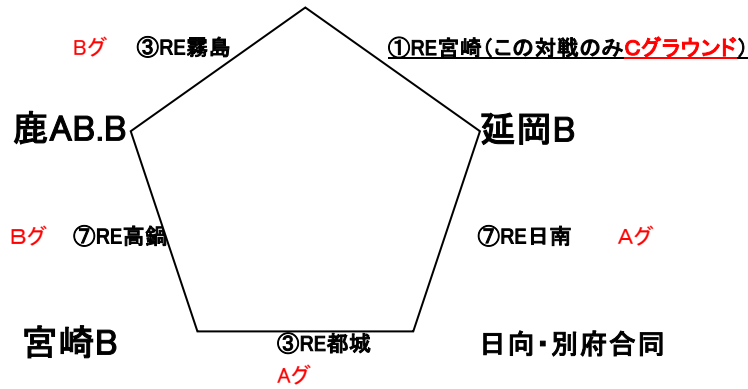 Bグ ③RE霧島 ①RE宮崎(この対戦のみCグラウンド)
鹿AB.B 延岡B
Bグ ⑦RE高鍋 ⑦RE日南 Aグ
宮崎B ③RE都城 日向・別府合同
Aグ